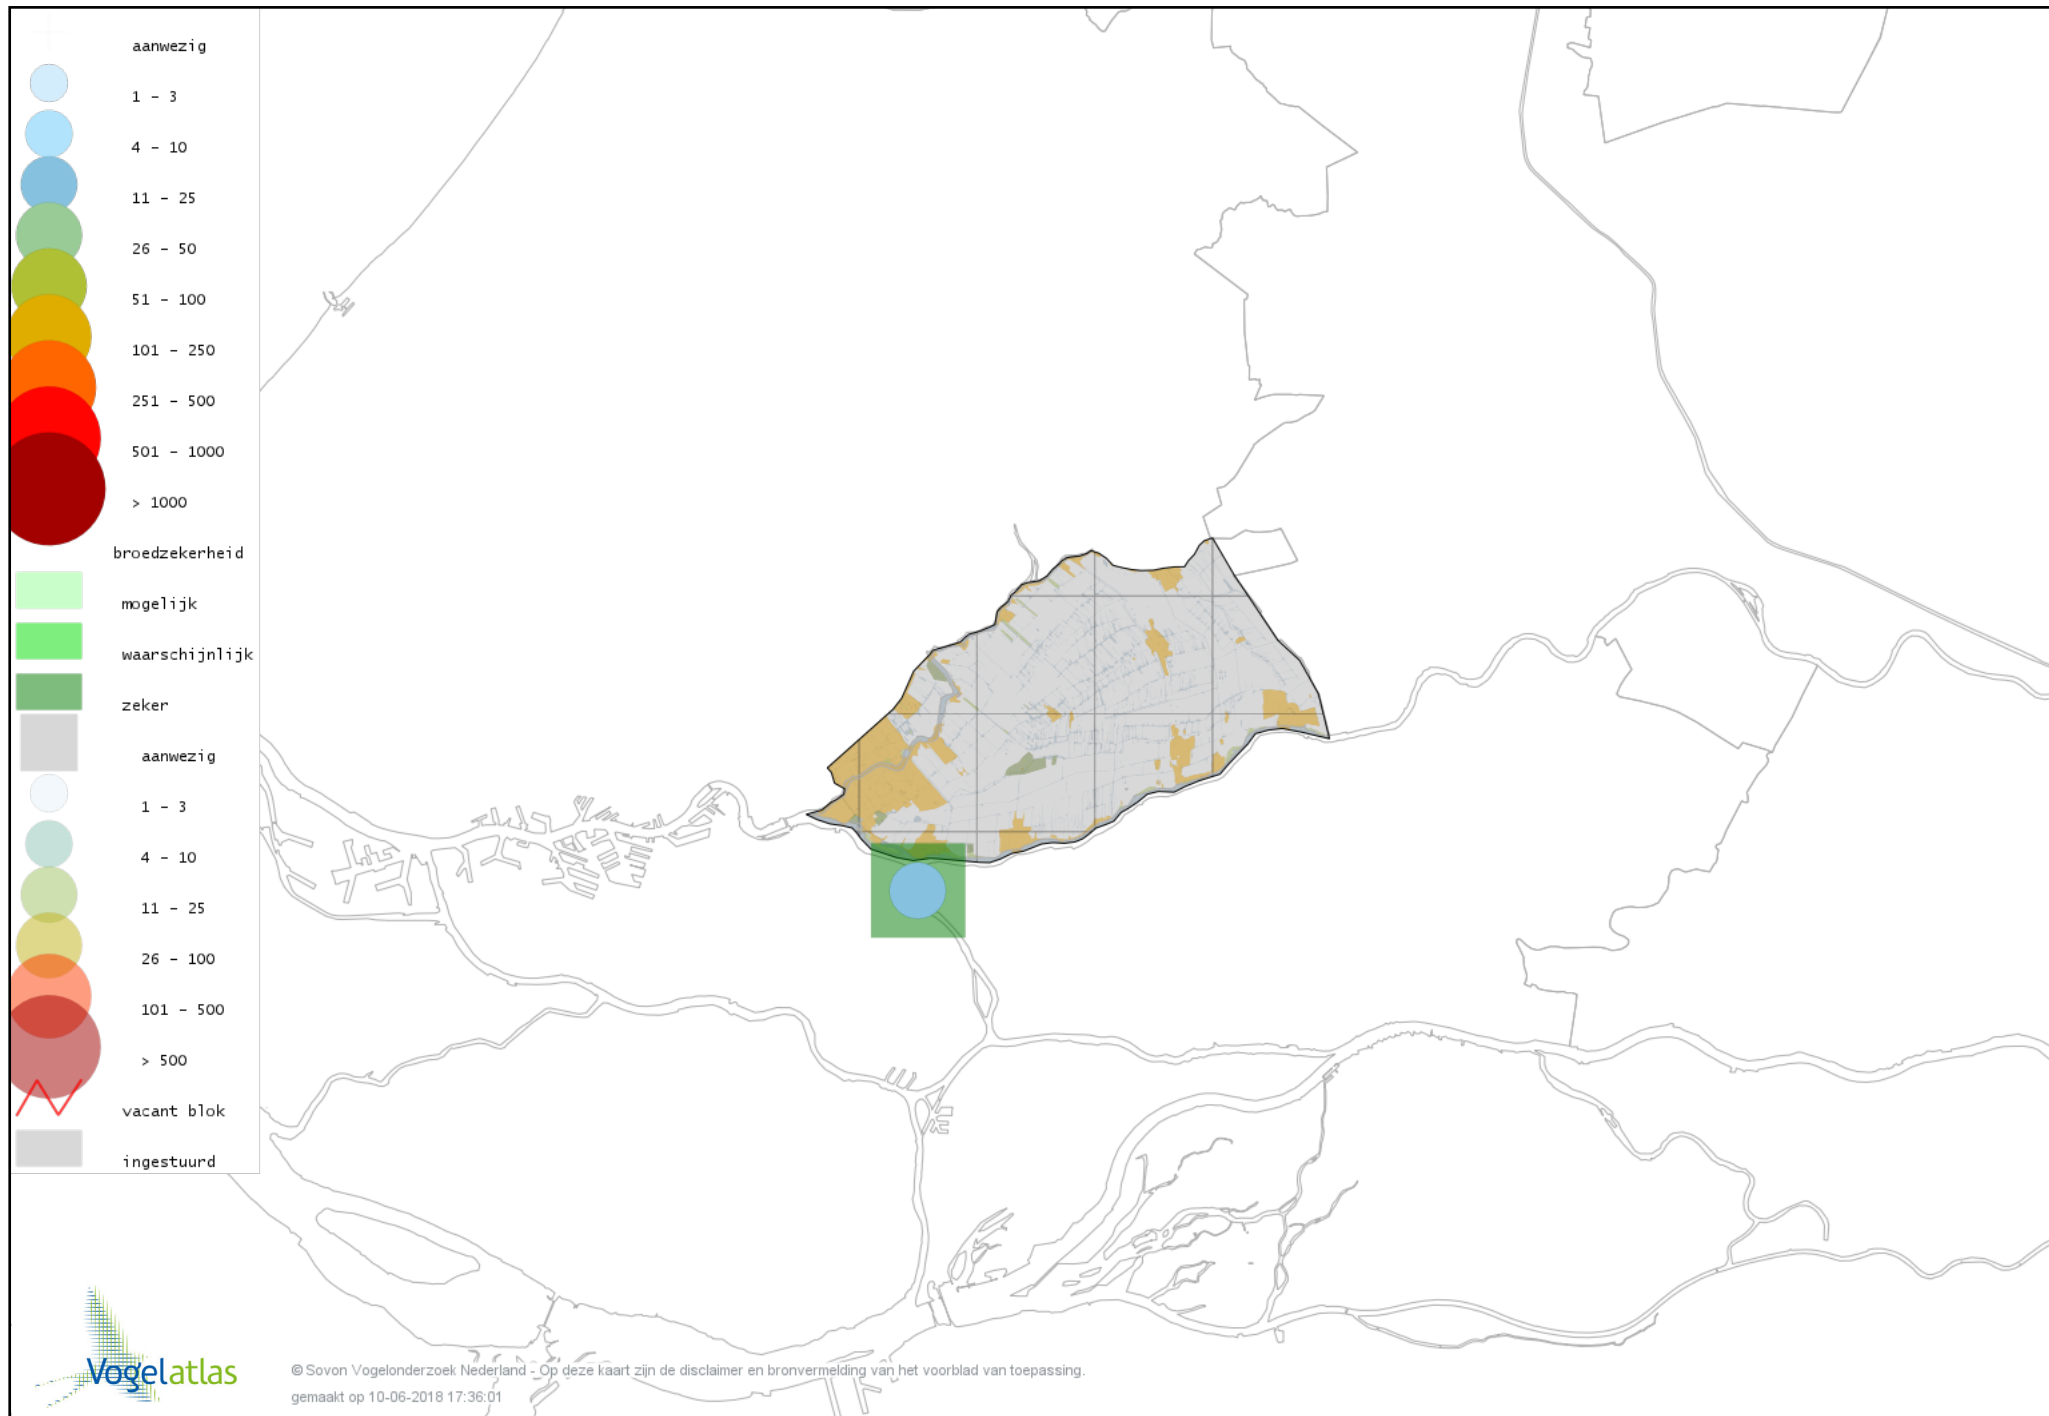 aanwezig
1 - 3
4 - 10
11 - 25
26 - 50
51 - 100
101 - 250
251 - 500
501 - 1000
> 1000
broedzekerheid
mogelijk
waarschijnlijk
zeker
aanwezig
1 - 3
4 - 10
11 - 25
26 - 100
101 - 500
> 500
vacant blok
ingestuurd
Vogelatlas
© Sovon Vogelonderzoek Nederland - Op deze kaart zijn de disclaimer en bronvermelding van het voorblad van toepassing.
gemaakt op 10-06-2018 17:36:01